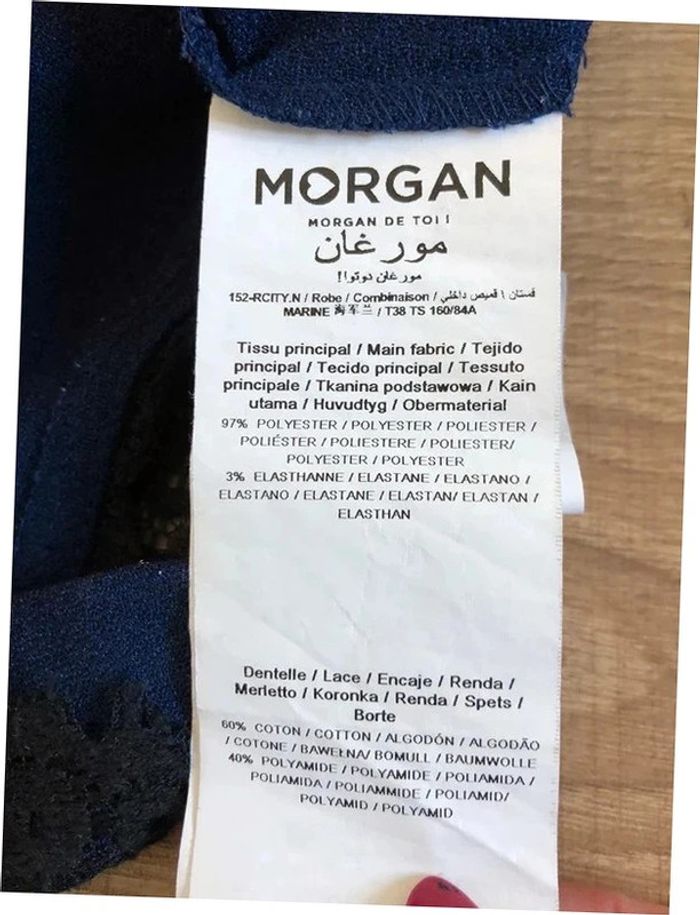 MORGAN
MORGAN DE TOI !
مورغان
مورغان دوتوا!
152-RCITY.N / Robe / Combinaison / فستان \ قميص داخلي
MARINE 海军兰 / T38 TS 160/84A
Tissu principal / Main fabric / Tejido
principal / Tecido principal / Tessuto
principale / Tkanina podstawowa / Kain
utama / Huvudtyg / Obermaterial
97% POLYESTER / POLYESTER / POLIESTER /
POLIÉSTER / POLIESTERE / POLIESTER/
POLYESTER / POLYESTER
3% ELASTHANNE / ELASTANE / ELASTANO /
ELASTANO / ELASTANE / ELASTAN/ ELASTAN /
ELASTHAN
Dentelle / Lace / Encaje / Renda /
Merletto / Koronka / Renda / Spets /
Borte
60% COTON / COTTON / ALGODÓN / ALGODÃO
/ COTONE / BAWEŁNA/ BOMULL / BAUMWOLLE
40% POLYAMIDE / POLYAMIDE / POLIAMIDA /
POLIAMIDA / POLIAMMIDE / POLIAMID/
POLYAMID / POLYAMID